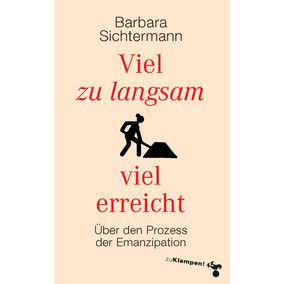 Barbara
Sichtermann
Viel
zu langsam
viel
erreicht
Über den Prozess
der Emanzipation
zuKlampen!